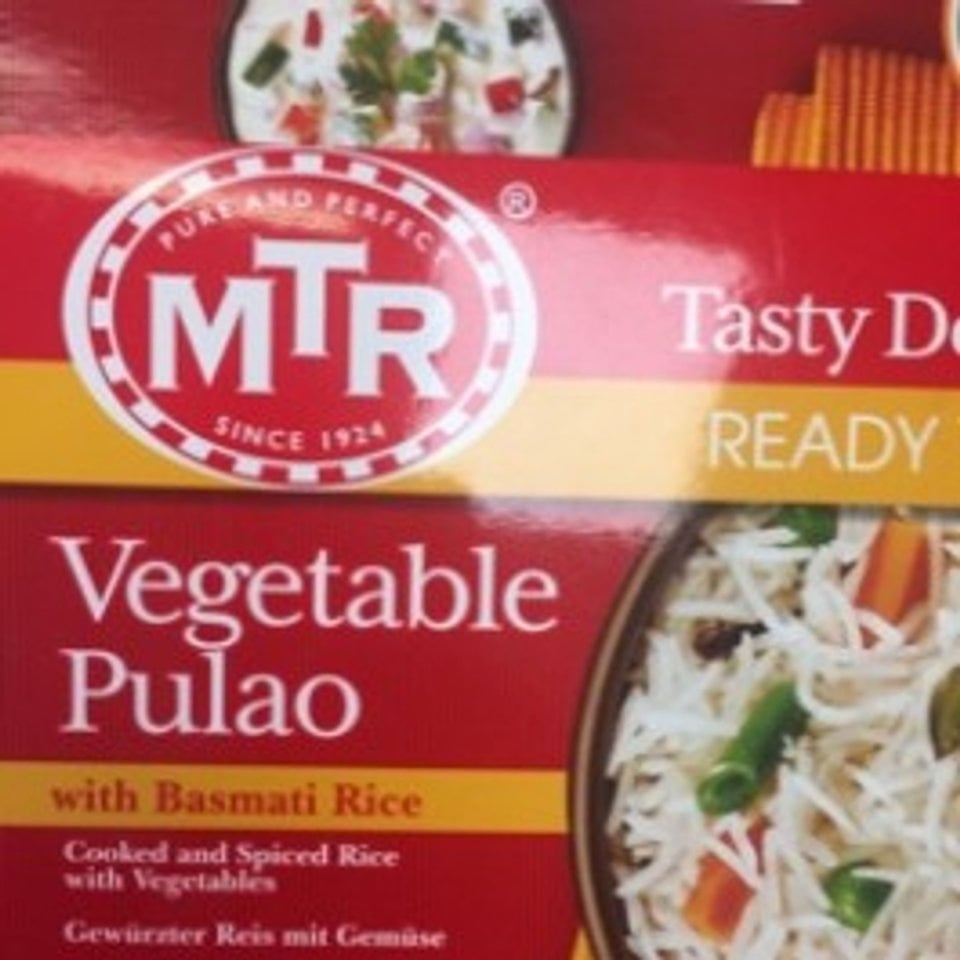 PURE AND PERFECT
MTR
SINCE 1924
®
Tasty
READY
Vegetable
Pulao
with Basmati Rice
Cooked and Spiced Rice
with Vegetables
Gewürzter Reis mit Gemüse